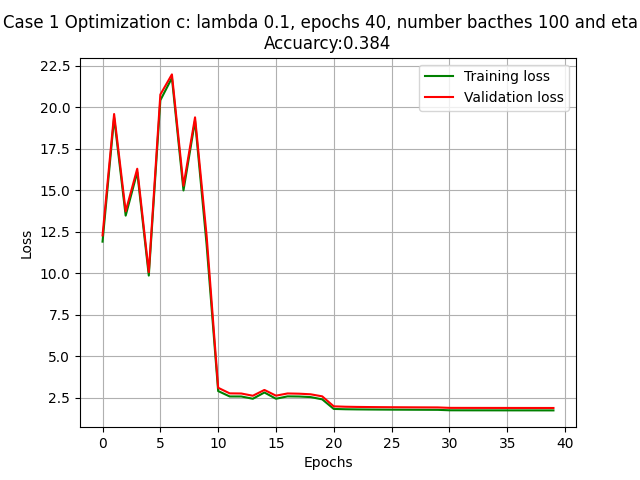 Case 1 Optimization c: lambda 0.1, epochs 40, number bacthes 100 and eta
Accuarcy:0.384
22.5
20.0
17.5
15.0
12.5
10.0
7.5
5.0
2.5
Loss
Training loss
Validation loss
0 5 10 15 20 25 30 35 40
Epochs